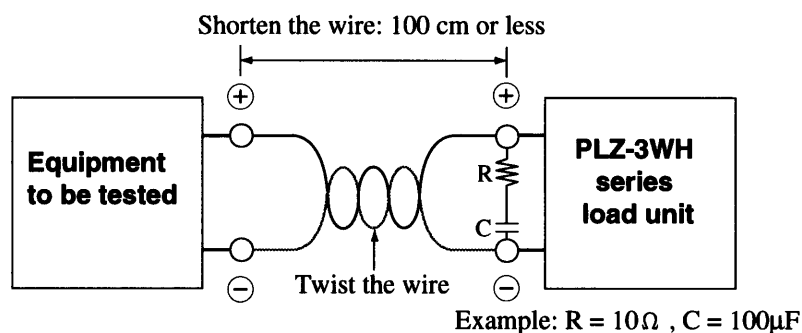 Shorten the wire: 100 cm or less
+
+
Equipment
to be tested
R
C
PLZ-3WH
series
load unit
−
Twist the wire
−
Example: R = 10Ω , C = 100μF